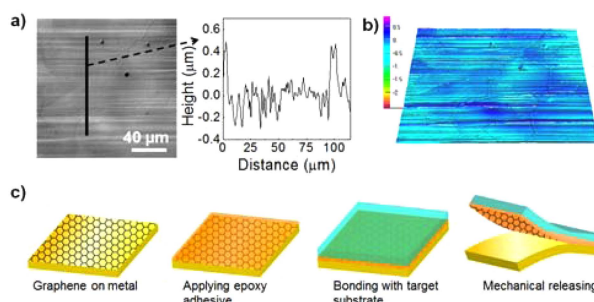 a)
40 µm
Height (µm)
0.6
0.4
0.2
0.0
-0.2
-0.4
0 25 50 75 100
Distance (µm)
b)
c)
Graphene on metal
Applying epoxy
adhesive
Bonding with target
substrate
Mechanical releasing